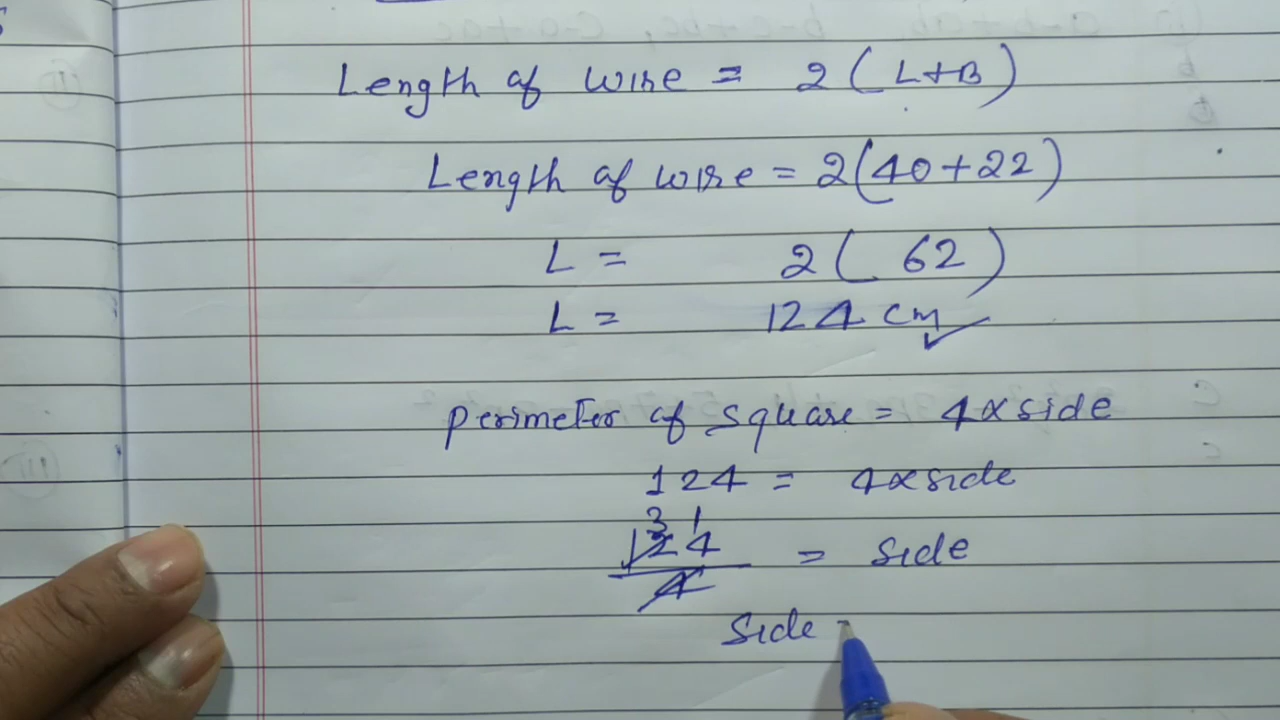 Length of wire = 2(L+B)
Length of wire = 2(40+22)
L = 2(62)
L = 124 cm
perimeter of square = 4×side
124 = 4×side
31
124/4 = side
Side =